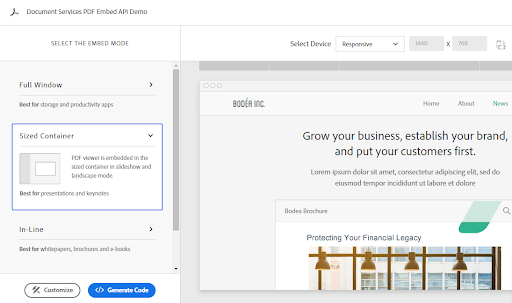 Document Services PDF Embed API Demo
SELECT THE EMBED MODE
Select Device
Responsive
1440 x 768
Full Window
Best for storage and productivity apps
Sized Container
PDF viewer is embedded in the
sized container in slideshow and
landscape mode.
Best for presentations and keynotes
In-Line
Best for whitepapers, brochures and e-books
Customize
</> Generate Code
BODÉA INC.
Home About News
Grow your business, establish your brand,
and put your customers first.
Lorem ipsum dolor sit amet, consectetur adipiscing elit, sed do
eiusmod tempor incididunt ut labore et dolore
Bodea Brochure
Protecting Your Financial Legacy